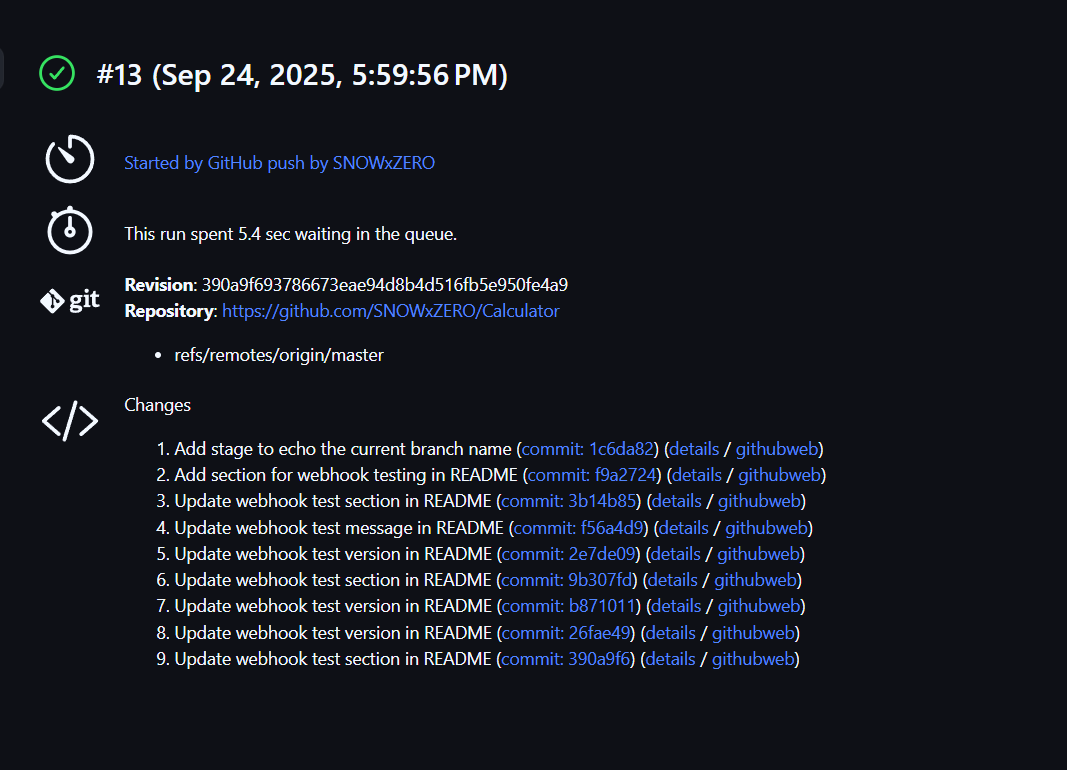 #13 (Sep 24, 2025, 5:59:56 PM)
Started by GitHub push by SNOWxZERO
This run spent 5.4 sec waiting in the queue.
git
Revision: 390a9f693786673eae94d8b4d516fb5e950fe4a9
Repository: https://github.com/SNOWxZERO/Calculator
• refs/remotes/origin/master
Changes
1. Add stage to echo the current branch name (commit: 1c6da82) (details / githubweb)
2. Add section for webhook testing in README (commit: f9a2724) (details / githubweb)
3. Update webhook test section in README (commit: 3b14b85) (details / githubweb)
4. Update webhook test message in README (commit: f56a4d9) (details / githubweb)
5. Update webhook test version in README (commit: 2e7de09) (details / githubweb)
6. Update webhook test section in README (commit: 9b307fd) (details / githubweb)
7. Update webhook test version in README (commit: b871011) (details / githubweb)
8. Update webhook test version in README (commit: 26fae49) (details / githubweb)
9. Update webhook test section in README (commit: 390a9f6) (details / githubweb)